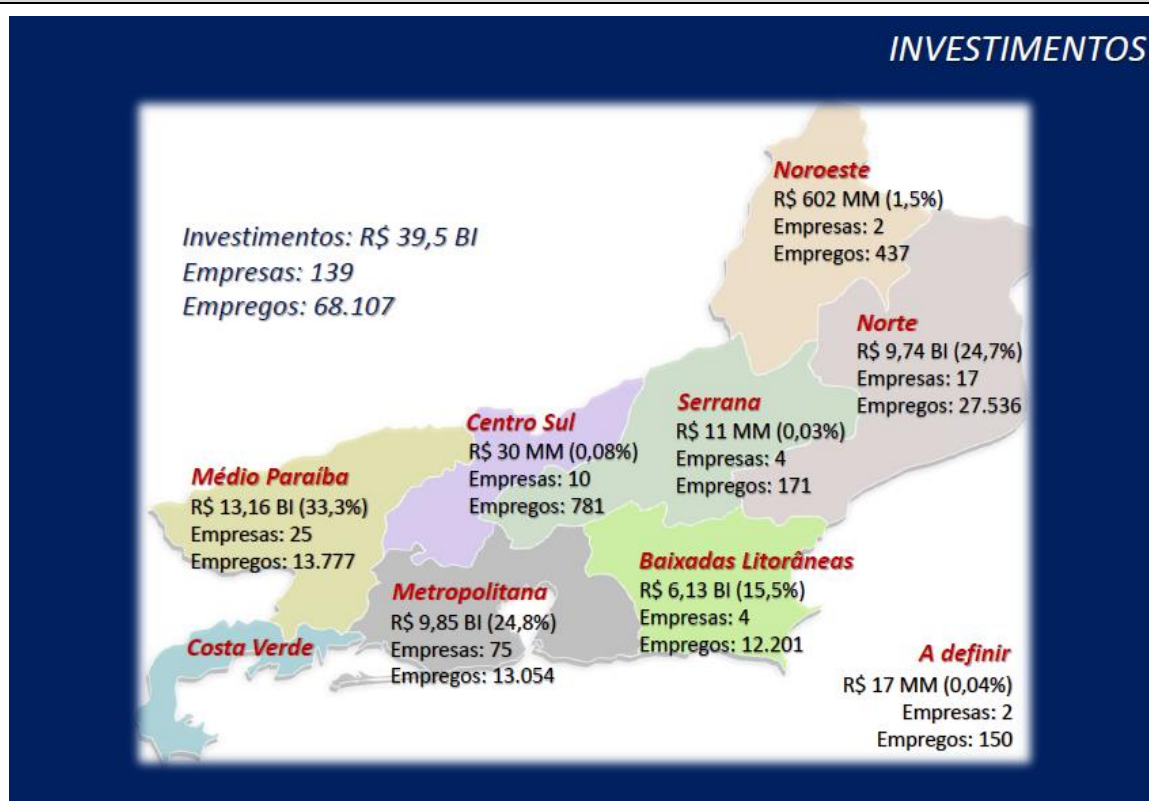 INVESTIMENTOS
Investimentos: R$ 39,5 BI
Empresas: 139
Empregos: 68.107
Noroeste
R$ 602 MM (1,5%)
Empresas: 2
Empregos: 437
Norte
R$ 9,74 BI (24,7%)
Empresas: 17
Empregos: 27.536
Serrana
R$ 11 MM (0,03%)
Empresas: 4
Empregos: 171
Centro Sul
R$ 30 MM (0,08%)
Empresas: 10
Empregos: 781
Médio Paraíba
R$ 13,16 BI (33,3%)
Empresas: 25
Empregos: 13.777
Baixadas Litorâneas
R$ 6,13 BI (15,5%)
Empresas: 4
Empregos: 12.201
Metropolitana
R$ 9,85 BI (24,8%)
Empresas: 75
Empregos: 13.054
Costa Verde
A definir
R$ 17 MM (0,04%)
Empresas: 2
Empregos: 150